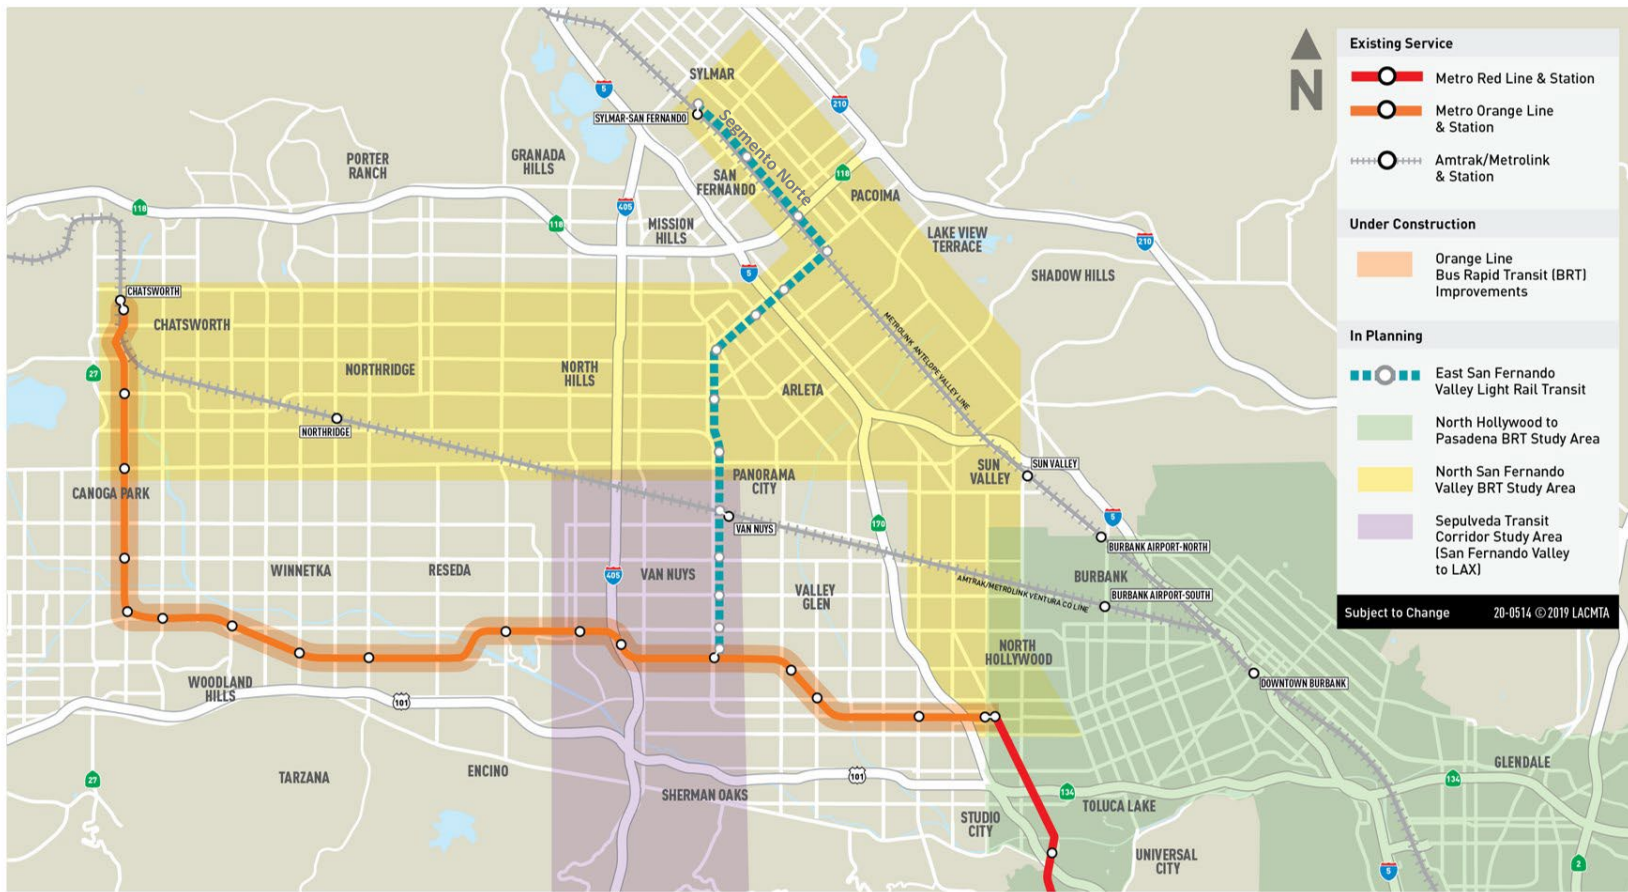 SYLMAR
5
210
SYLMAR-SAN FERNANDO
Segmento Norte
PORTER
RANCH
GRANADA
HILLS
SAN
FERNANDO
118
PACOIMA
118
405
118
MISSION
HILLS
LAKE VIEW
TERRACE
210
5
SHADOW HILLS
CHATSWORTH
CHATSWORTH
METROLINK ANTELOPE VALLEY LINE
27
NORTHRIDGE
NORTH
HILLS
ARLETA
NORTHRIDGE
CANOGA PARK
PANORAMA
CITY
SUN
VALLEY
SUN VALLEY
5
VAN NUYS
170
BURBANK AIRPORT-NORTH
WINNETKA
RESEDA
405
VAN NUYS
VALLEY
GLEN
AMTRAK/METROLINK VENTURA CO LINE
BURBANK
BURBANK AIRPORT-SOUTH
NORTH
HOLLYWOOD
WOODLAND
HILLS
101
DOWNTOWN BURBANK
27
TARZANA
ENCINO
101
SHERMAN OAKS
134
TOLUCA LAKE
134
GLENDALE
STUDIO
CITY
UNIVERSAL
CITY
5
2
N
Existing Service
Metro Red Line & Station
Metro Orange Line
& Station
Amtrak/Metrolink
& Station
Under Construction
Orange Line
Bus Rapid Transit (BRT)
Improvements
In Planning
East San Fernando
Valley Light Rail Transit
North Hollywood to
Pasadena BRT Study Area
North San Fernando
Valley BRT Study Area
Sepulveda Transit
Corridor Study Area
(San Fernando Valley
to LAX)
Subject to Change
20-0514 © 2019 LACMTA